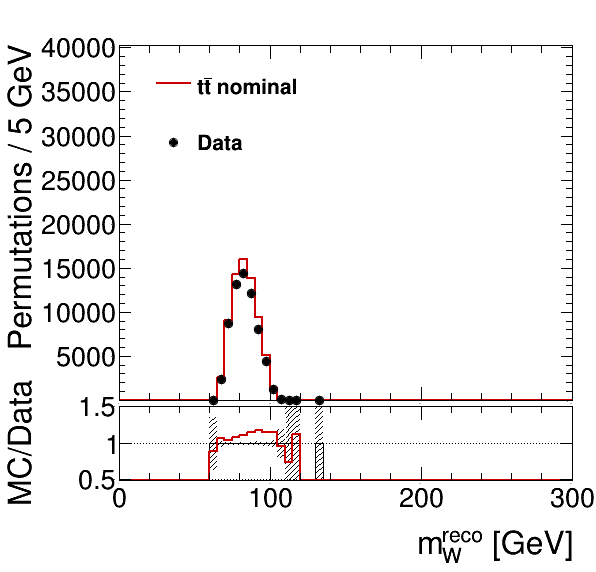 Permutations / 5 GeV
40000
35000
30000
25000
20000
15000
10000
5000
tt̄ nominal
Data
MC/Data
1.5
1
0.5
0 100 200 300
m_W^reco [GeV]